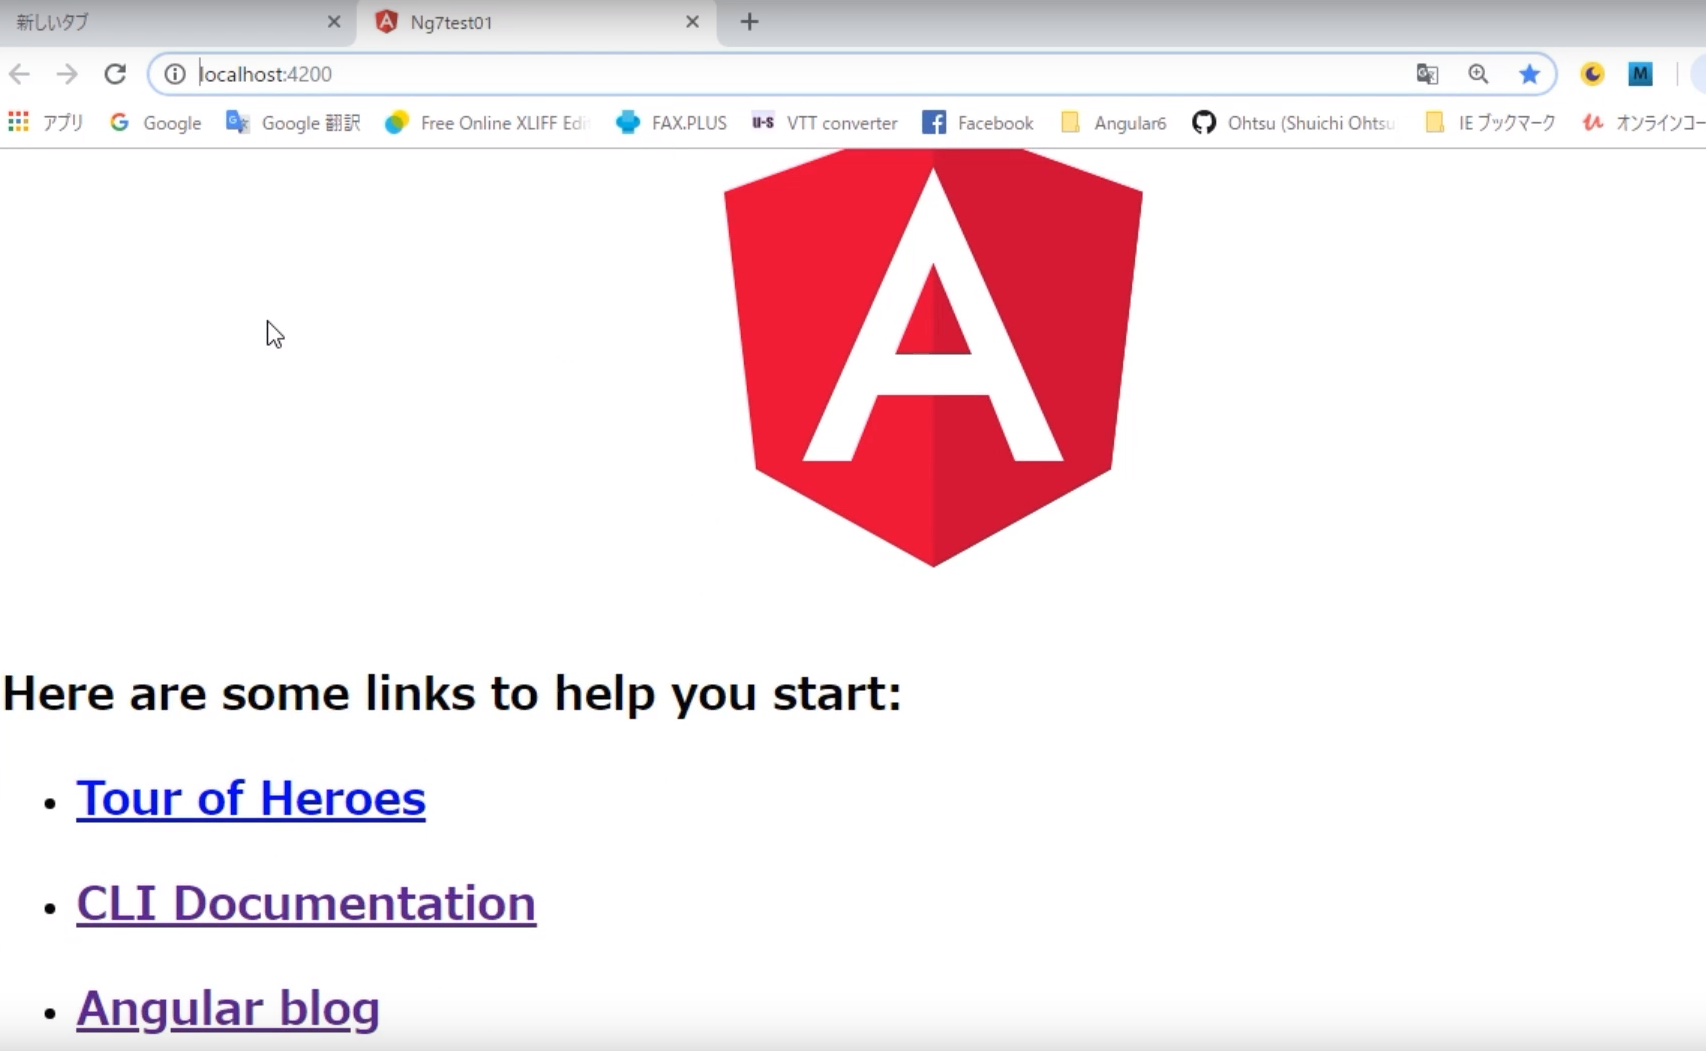 新しいタブ
Ng7test01
localhost:4200
M
アプリ
Google
Google 翻訳
Free Online XLIFF Edi
FAX.PLUS
U-S
VTT converter
Facebook
Angular6
Ohtsu (Shuichi Ohtsu
IE ブックマーク
オンラインコー
A
Here are some links to help you start:
• Tour of Heroes
• CLI Documentation
• Angular blog